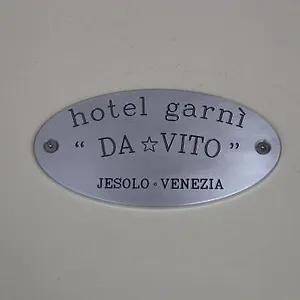 hotel garnì
“ DA☆VITO ”
JESOLO • VENEZIA